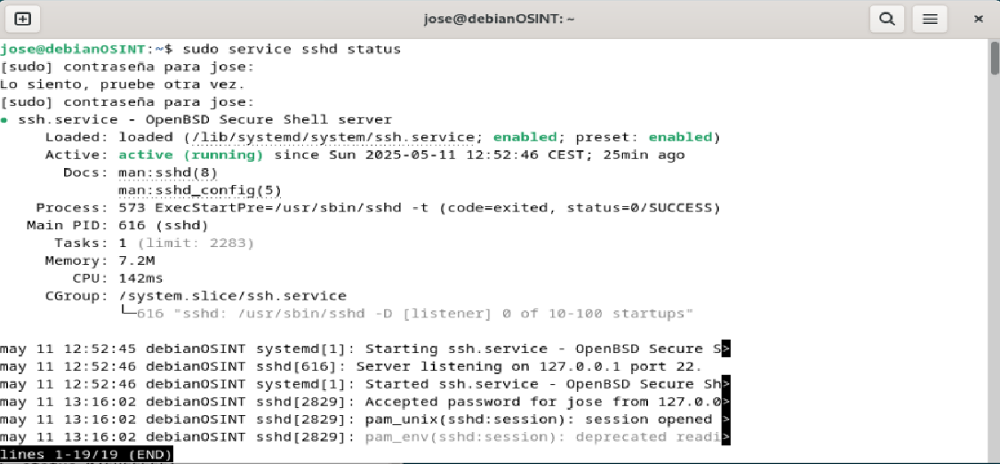 jose@debianOSINT: ~
jose@debianOSINT:~$ sudo service sshd status
[sudo] contraseña para jose:
Lo siento, pruebe otra vez.
[sudo] contraseña para jose:
● ssh.service - OpenBSD Secure Shell server
     Loaded: loaded (/lib/systemd/system/ssh.service; enabled; preset: enabled)
     Active: active (running) since Sun 2025-05-11 12:52:46 CEST; 25min ago
       Docs: man:sshd(8)
             man:sshd_config(5)
    Process: 573 ExecStartPre=/usr/sbin/sshd -t (code=exited, status=0/SUCCESS)
   Main PID: 616 (sshd)
      Tasks: 1 (limit: 2283)
     Memory: 7.2M
        CPU: 142ms
     CGroup: /system.slice/ssh.service
             └─616 "sshd: /usr/sbin/sshd -D [listener] 0 of 10-100 startups"
may 11 12:52:45 debianOSINT systemd[1]: Starting ssh.service - OpenBSD Secure S>
may 11 12:52:46 debianOSINT sshd[616]: Server listening on 127.0.0.1 port 22.
may 11 12:52:46 debianOSINT systemd[1]: Started ssh.service - OpenBSD Secure Sh>
may 11 13:16:02 debianOSINT sshd[2829]: Accepted password for jose from 127.0.0>
may 11 13:16:02 debianOSINT sshd[2829]: pam_unix(sshd:session): session opened >
may 11 13:16:02 debianOSINT sshd[2829]: pam_env(sshd:session): deprecated readi>
lines 1-19/19 (END)